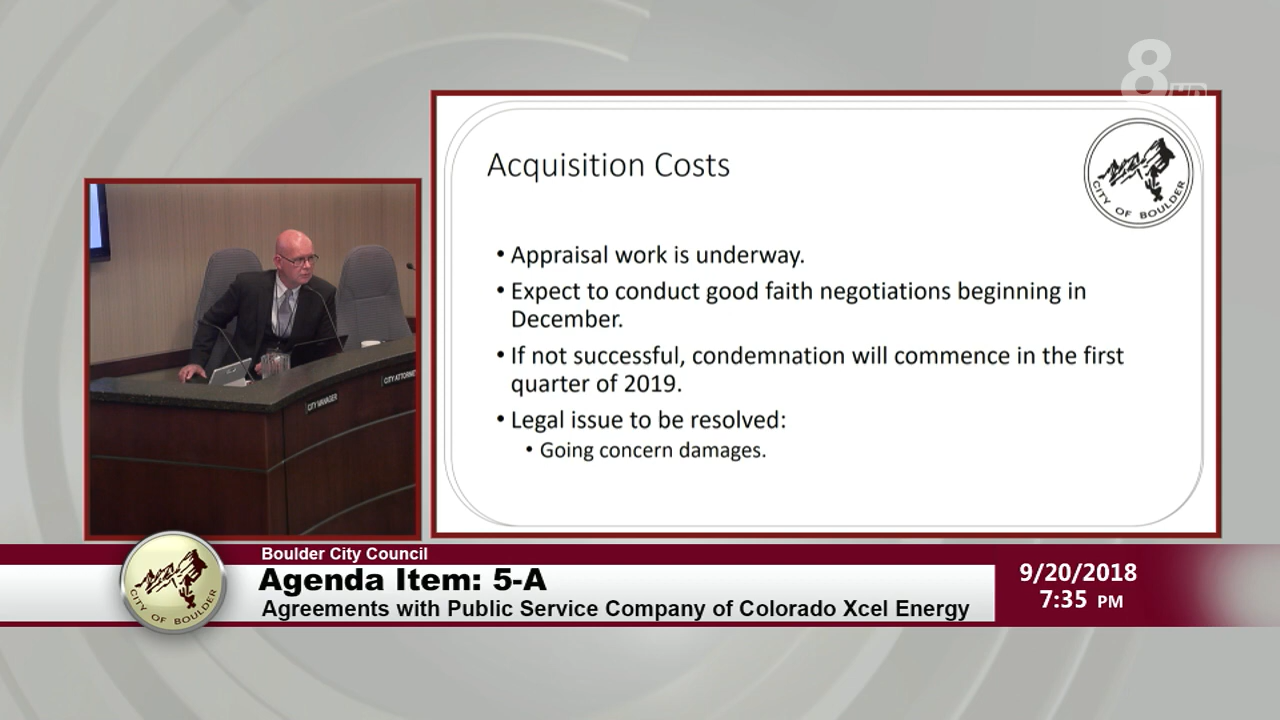 8 HD
Acquisition Costs
CITY OF BOULDER
• Appraisal work is underway.
• Expect to conduct good faith negotiations beginning in
December.
• If not successful, condemnation will commence in the first
quarter of 2019.
• Legal issue to be resolved:
• Going concern damages.
CITY MANAGER
CITY ATTORNE
CITY OF BOULDER
Boulder City Council
Agenda Item: 5-A
Agreements with Public Service Company of Colorado Xcel Energy
9/20/2018
7:35 PM